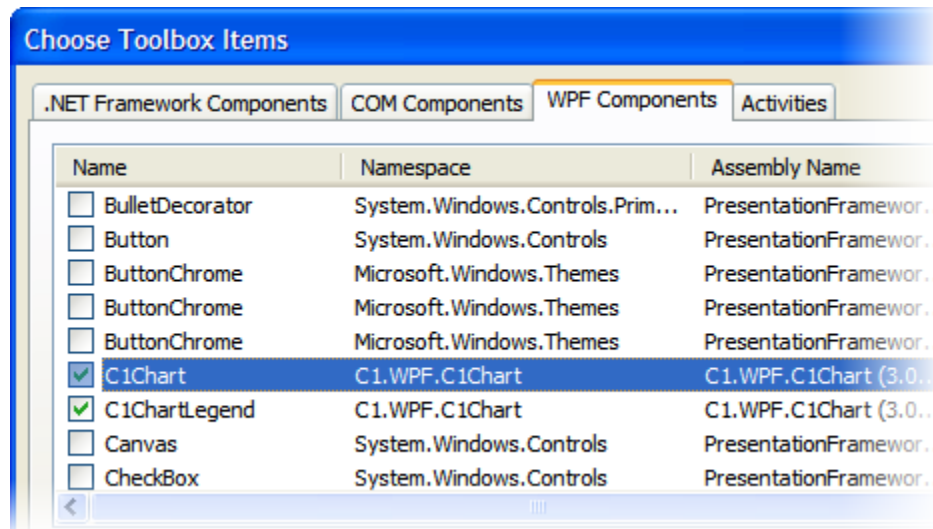 Choose Toolbox Items
.NET Framework Components COM Components WPF Components Activities
Name Namespace Assembly Name
BulletDecorator System.Windows.Controls.Prim... PresentationFramewor.
Button System.Windows.Controls PresentationFramewor.
ButtonChrome Microsoft.Windows.Themes PresentationFramewor.
ButtonChrome Microsoft.Windows.Themes PresentationFramewor.
ButtonChrome Microsoft.Windows.Themes PresentationFramewor.
C1Chart C1.WPF.C1Chart C1.WPF.C1Chart (3.0..
C1ChartLegend C1.WPF.C1Chart C1.WPF.C1Chart (3.0..
Canvas System.Windows.Controls PresentationFramewor.
CheckBox System.Windows.Controls PresentationFramewor.